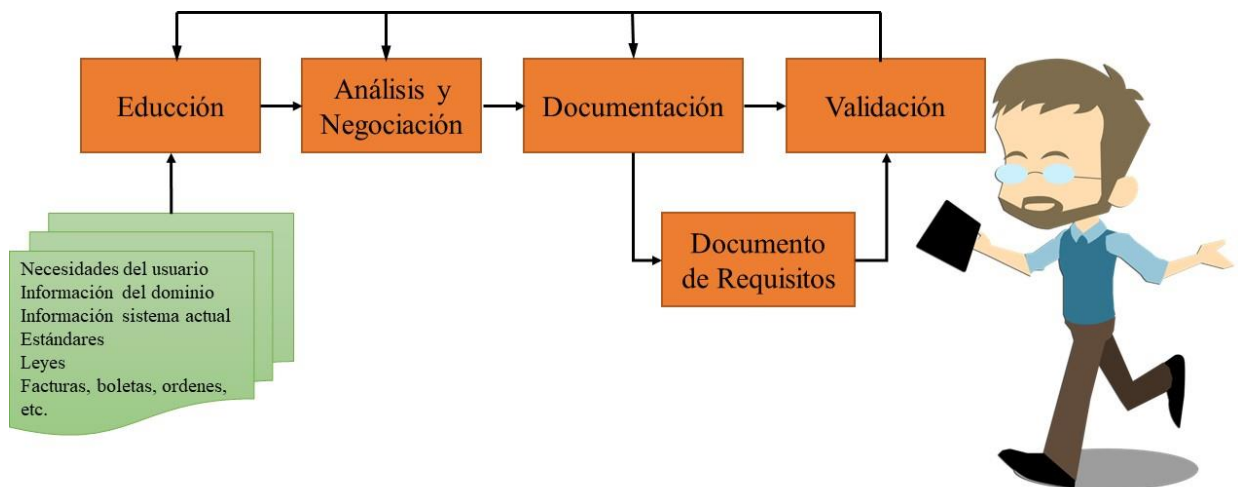 Educción
Análisis y
Negociación
Documentación
Validación
Documento
de Requisitos
Necesidades del usuario
Información del dominio
Información sistema actual
Estándares
Leyes
Facturas, boletas, ordenes,
etc.